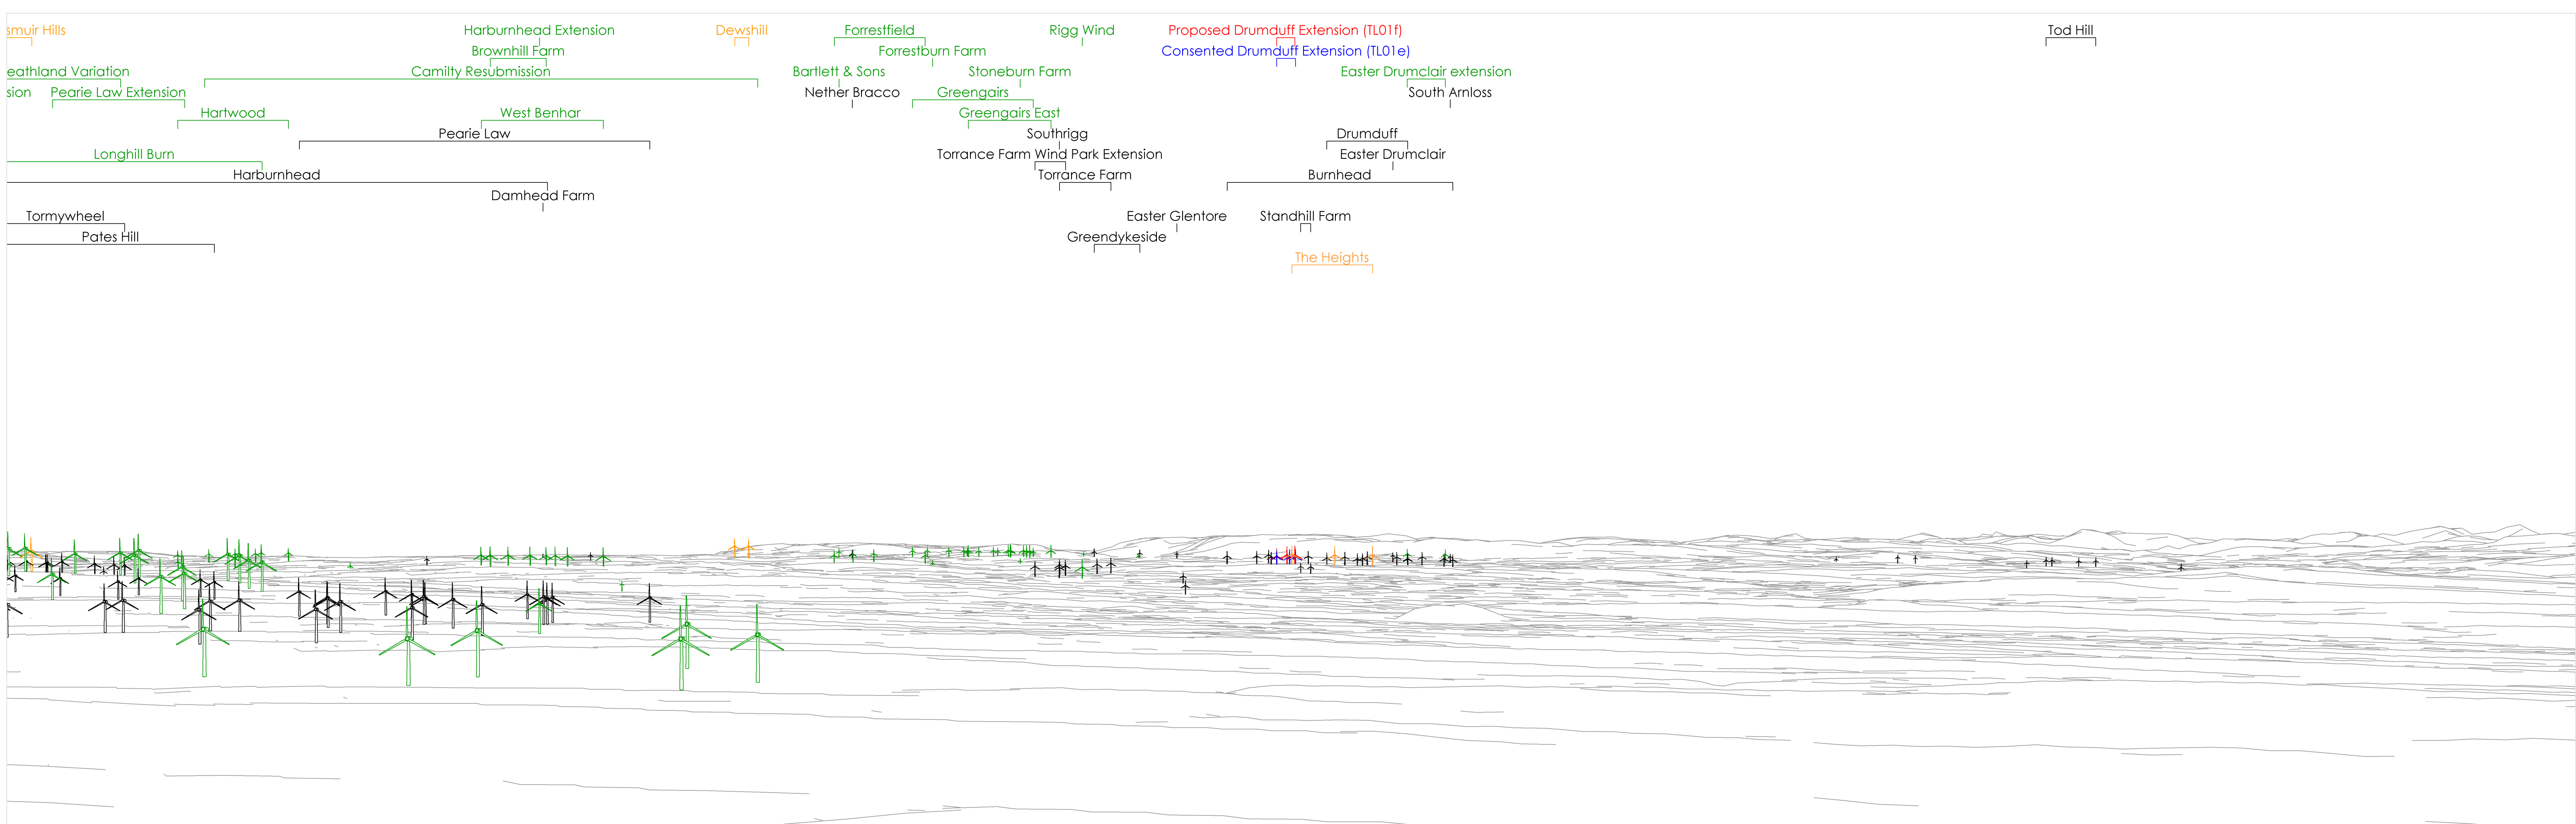 smuir Hills Harburnhead Extension Dewshill Forrestfield Rigg Wind Proposed Drumduff Extension (TL01f) Tod Hill
Brownhill Farm Forrestburn Farm Consented Drumduff Extension (TL01e)
eathland Variation Camilty Resubmission Bartlett & Sons Stoneburn Farm Easter Drumclair extension
sion Pearie Law Extension Nether Bracco Greengairs South Arnloss
Hartwood West Benhar Greengairs East
Pearie Law Southrigg Drumduff
Longhill Burn Torrance Farm Wind Park Extension Easter Drumclair
Harburnhead Torrance Farm Burnhead
Damhead Farm
Tormywheel Easter Glentore Standhill Farm
Pates Hill Greendykeside
The Heights